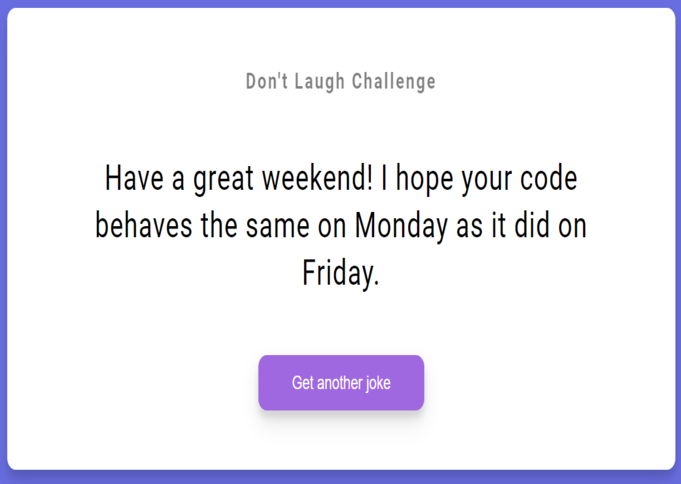 Don't Laugh Challenge
Have a great weekend! I hope your code
behaves the same on Monday as it did on
Friday.
Get another joke